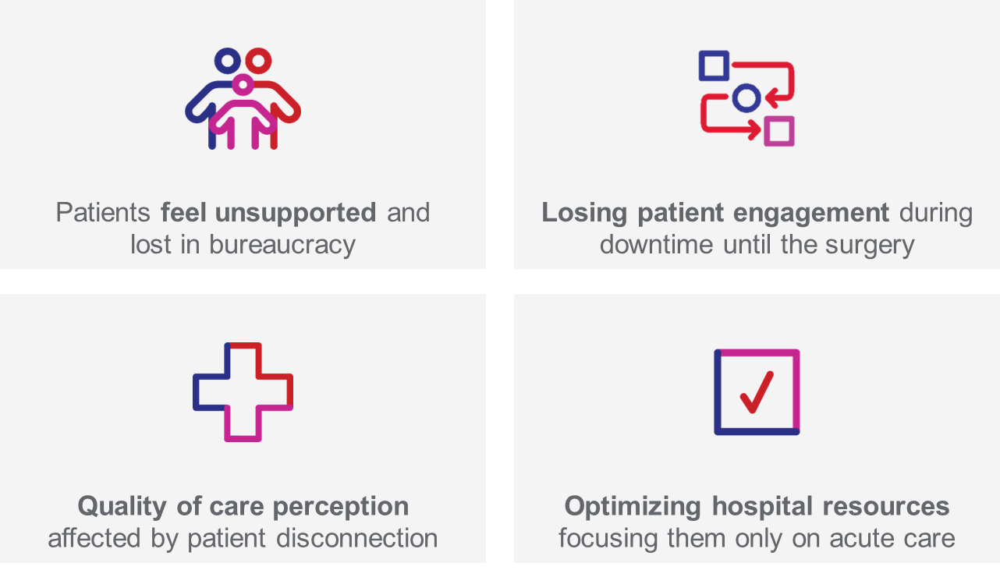 Patients feel unsupported and
lost in bureaucracy
Losing patient engagement during
downtime until the surgery
Quality of care perception
affected by patient disconnection
Optimizing hospital resources
focusing them only on acute care